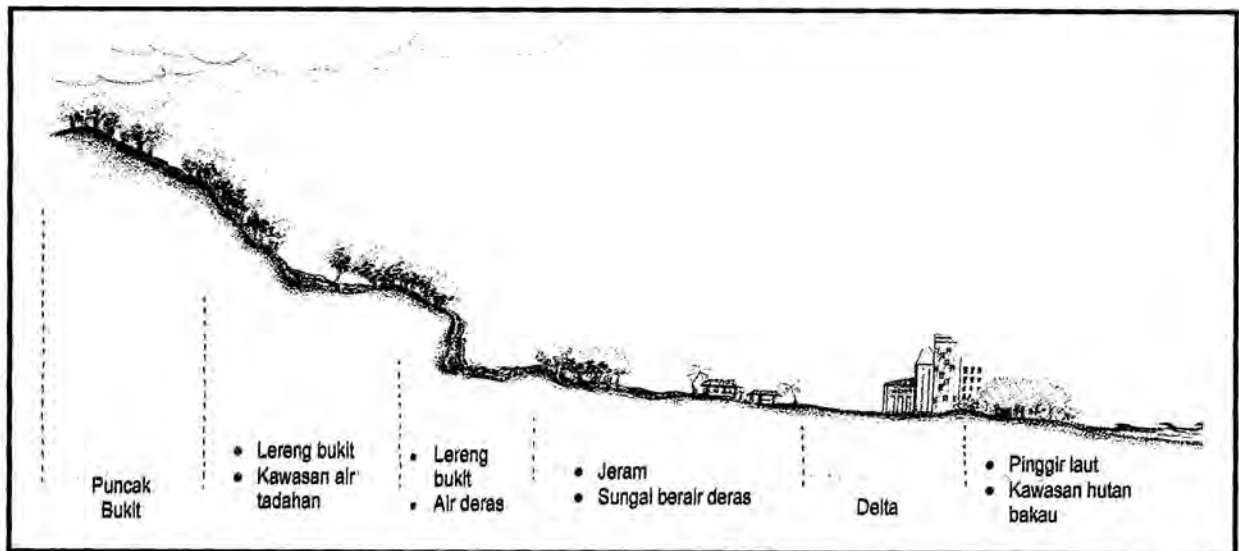 Puncak
Bukit
• Lereng bukit
• Kawasan air
tadahan
• Lereng
bukit
• Air deras
• Jeram
• Sungai berair deras
Delta
• Pinggir laut
• Kawasan hutan
bakau